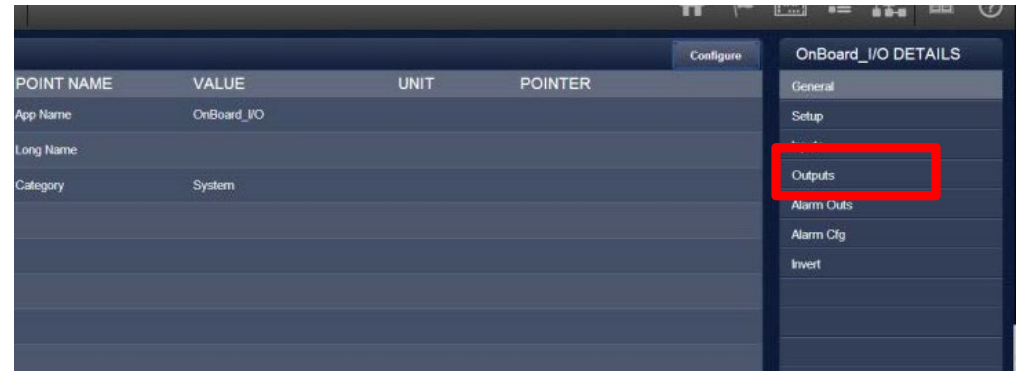 Configure
OnBoard_I/O DETAILS
POINT NAME VALUE UNIT POINTER
General
App Name OnBoard_I/O
Setup
Long Name
Outputs
Category System
Alarm Outs
Alarm Cfg
Invert